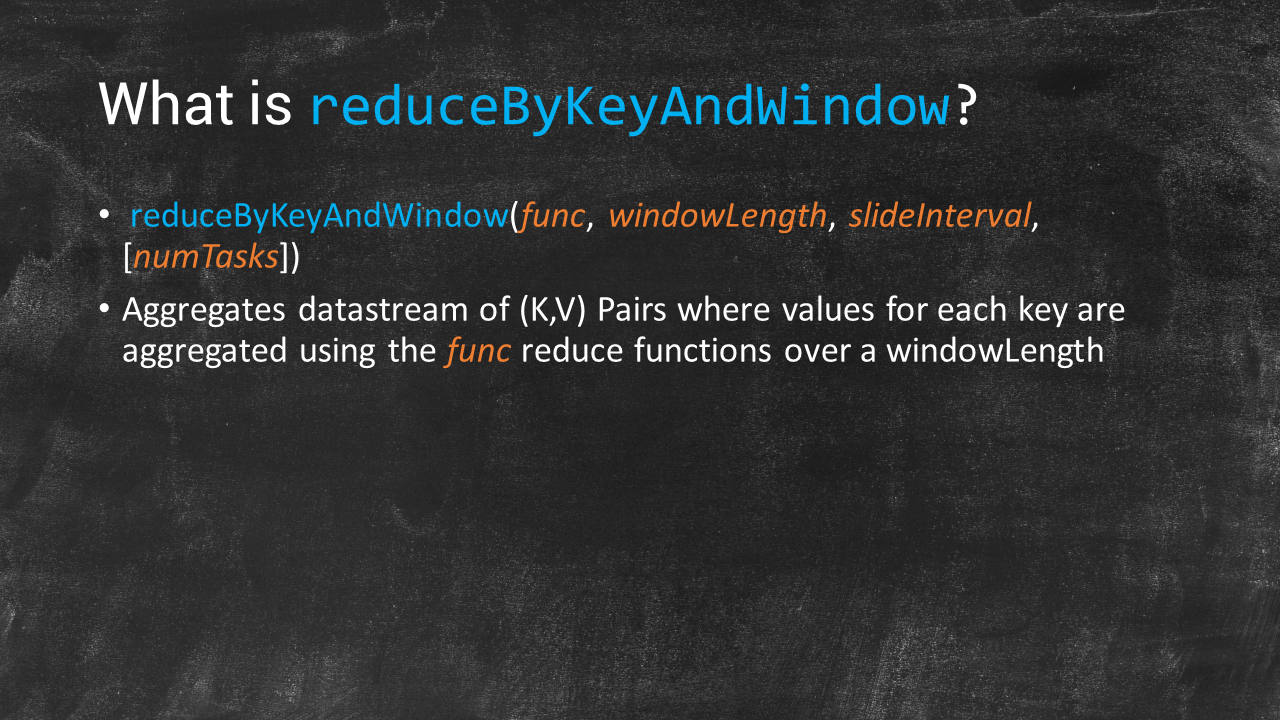 What is reduceByKeyAndWindow?
• reduceByKeyAndWindow(func, windowLength, slideInterval,
[numTasks])
• Aggregates datastream of (K,V) Pairs where values for each key are
aggregated using the func reduce functions over a windowLength